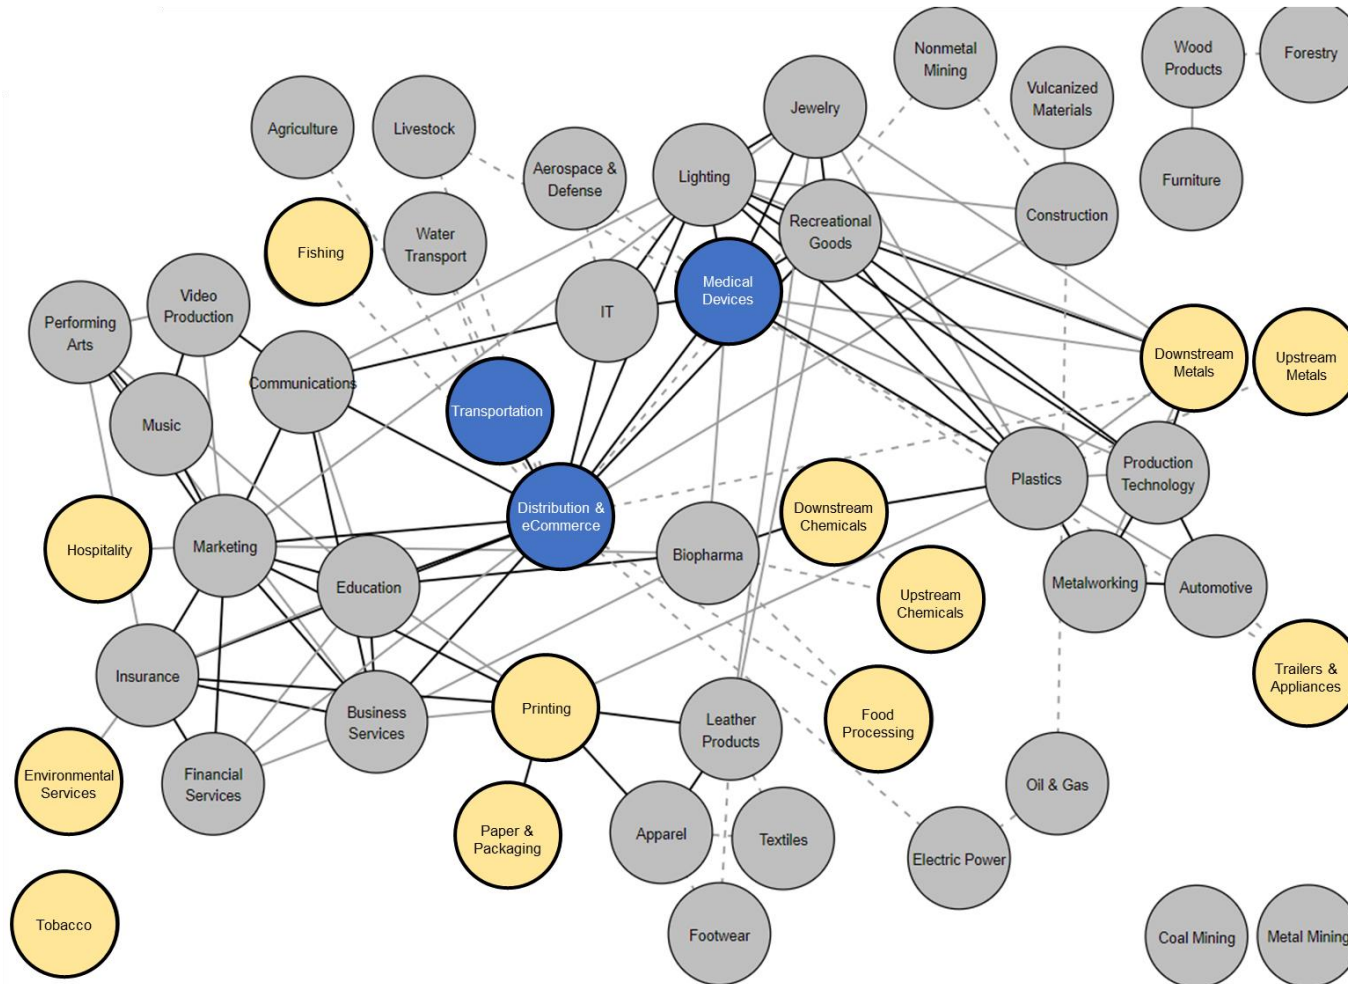 Nonmetal
Mining
Wood
Products
Forestry
Vulcanized
Materials
Jewelry
Agriculture
Livestock
Aerospace &
Defense
Lighting
Furniture
Recreational
Goods
Construction
Fishing
Water
Transport
Medical
Devices
IT
Video
Production
Performing
Arts
Downstream
Metals
Upstream
Metals
Communications
Transportation
Music
Plastics
Production
Technology
Distribution &
eCommerce
Downstream
Chemicals
Hospitality
Marketing
Biopharma
Education
Metalworking
Automotive
Upstream
Chemicals
Insurance
Trailers &
Appliances
Printing
Business
Services
Leather
Products
Food
Processing
Environmental
Services
Financial
Services
Oil & Gas
Paper &
Packaging
Apparel
Textiles
Electric Power
Tobacco
Footwear
Coal Mining
Metal Mining